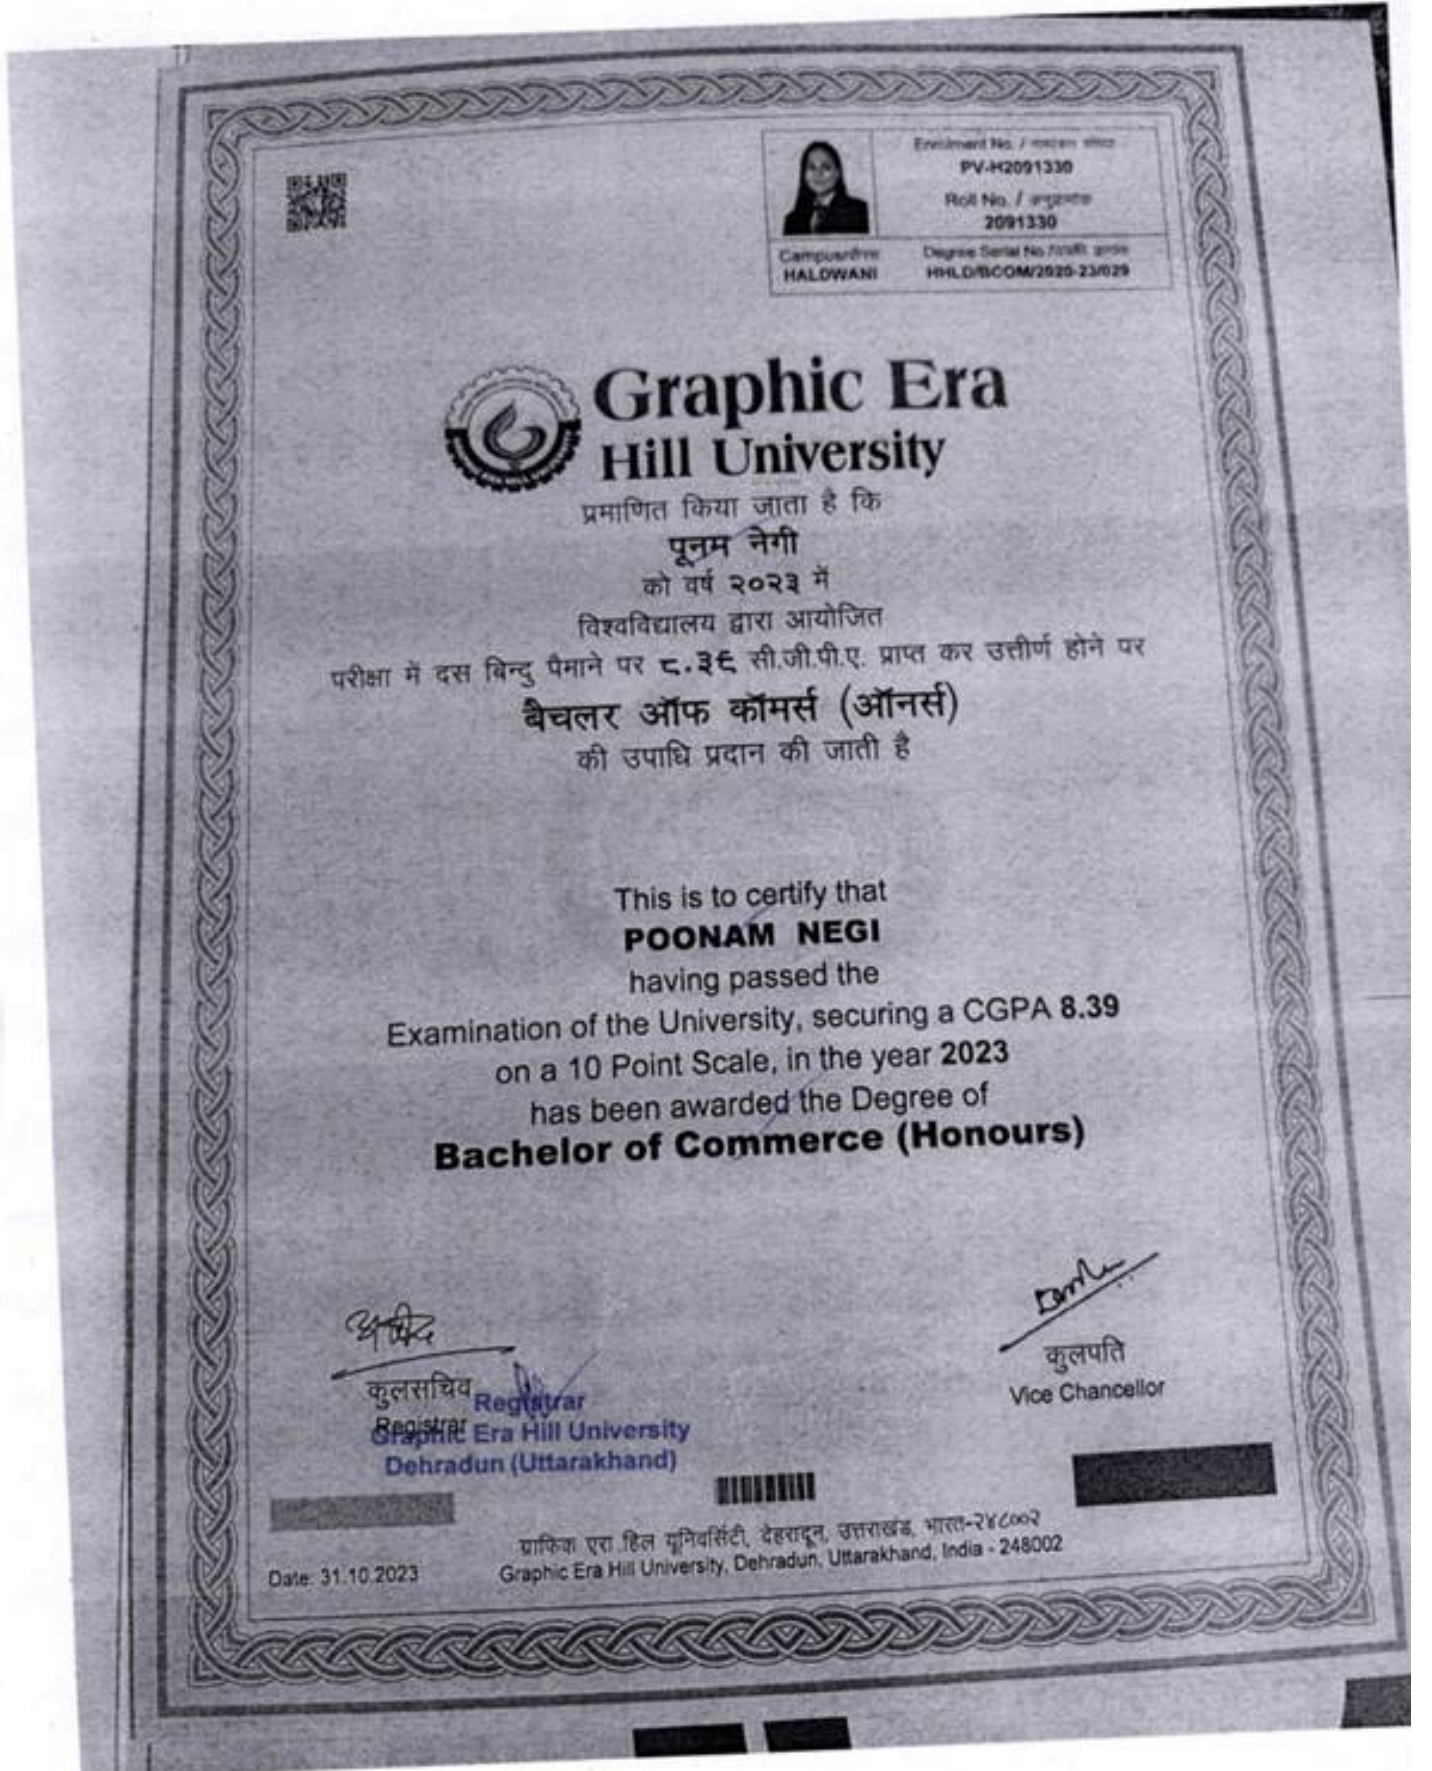 Enrolment No. / नामांकन संख्या
PV-H2091330
Roll No. / अनुक्रमांक
2091330
Campus
HALDWANI
Degree Serial No.
HHLD/BCOM/2020-23/029
Graphic Era
Hill University
प्रमाणित किया जाता है कि
पूनम नेगी
को वर्ष २०२३ में
विश्वविद्यालय द्वारा आयोजित
परीक्षा में दस बिन्दु पैमाने पर ८.३९ सी.जी.पी.ए. प्राप्त कर उत्तीर्ण होने पर
बैचलर ऑफ कॉमर्स (ऑनर्स)
की उपाधि प्रदान की जाती है
This is to certify that
POONAM NEGI
having passed the
Examination of the University, securing a CGPA 8.39
on a 10 Point Scale, in the year 2023
has been awarded the Degree of
Bachelor of Commerce (Honours)
कुलसचिव
Registrar
Registrar
Graphic Era Hill University
Dehradun (Uttarakhand)
कुलपति
Vice Chancellor
ग्राफिक एरा हिल यूनिवर्सिटी, देहरादून, उत्तराखंड, भारत-२४८००२
Graphic Era Hill University, Dehradun, Uttarakhand, India - 248002
Date: 31.10.2023